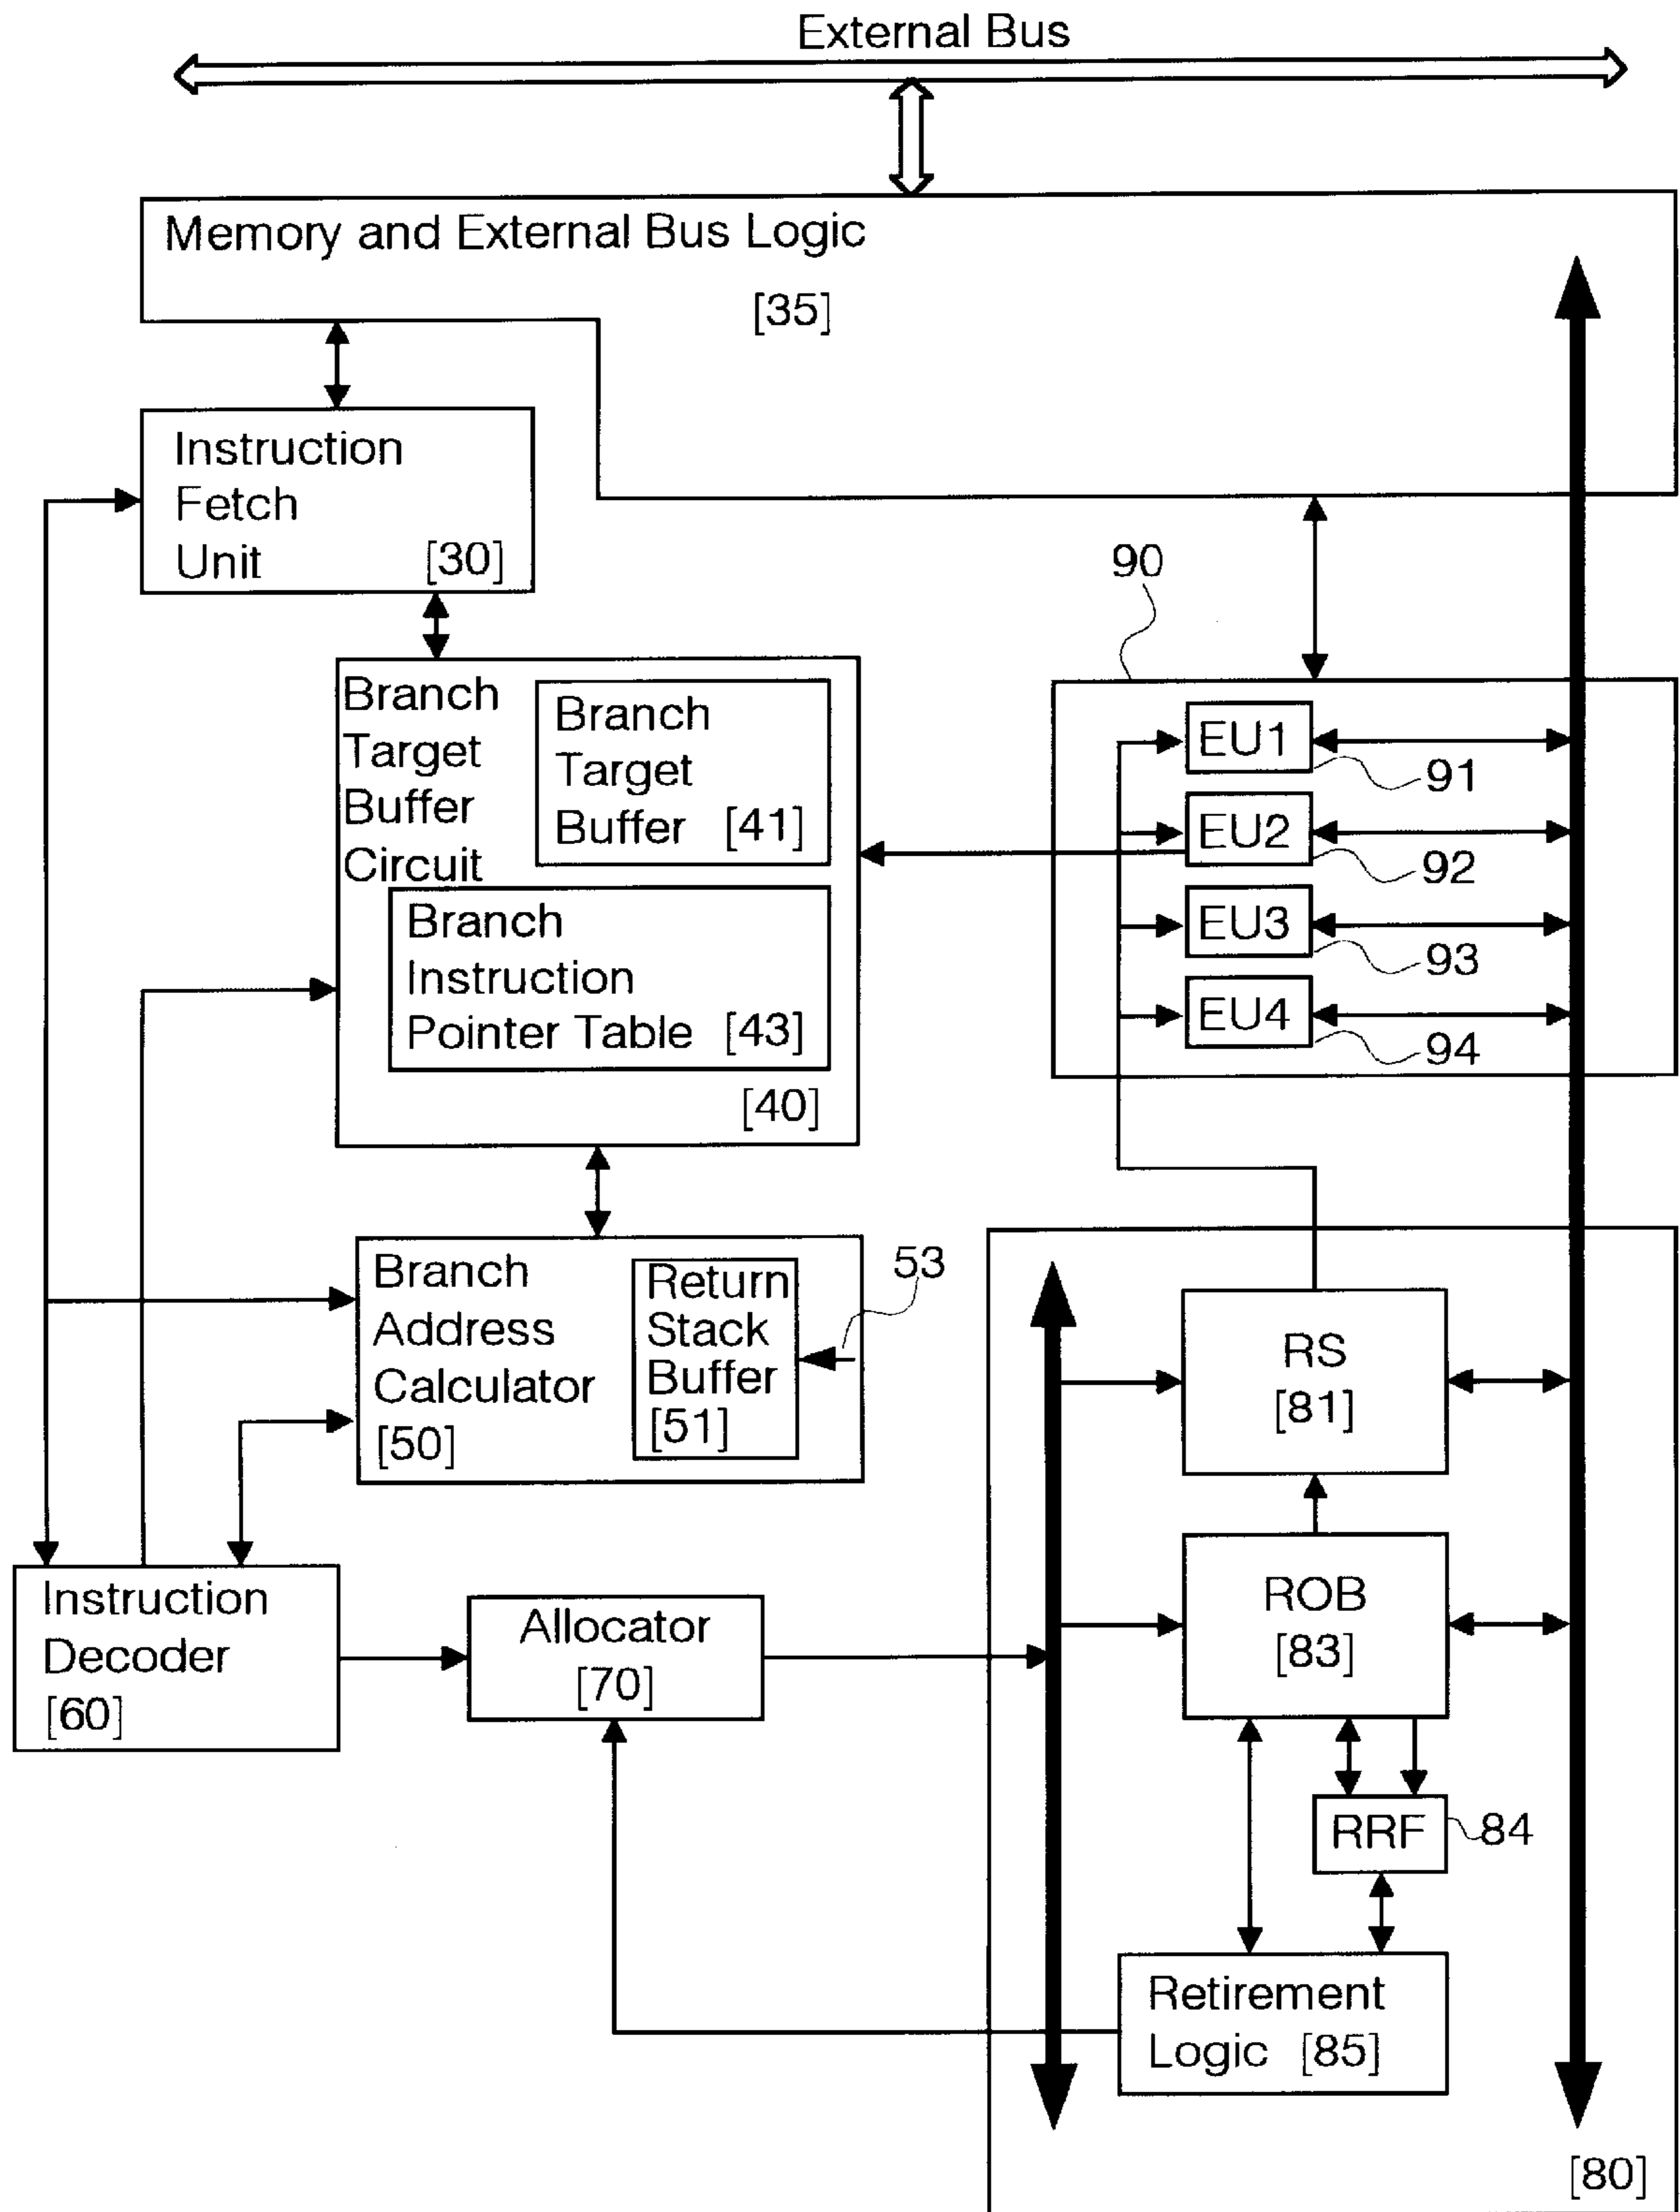 External Bus
Memory and External Bus Logic
[35]
Instruction
Fetch
Unit [30]
90
Branch
Target
Buffer
Circuit
Branch
Target
Buffer [41]
Branch
Instruction
Pointer Table [43]
[40]
EU1
91
EU2
92
EU3
93
EU4
94
Branch
Address
Calculator
[50]
Return
Stack
Buffer
[51]
53
RS
[81]
ROB
[83]
Instruction
Decoder
[60]
Allocator
[70]
RRF
84
Retirement
Logic [85]
[80]